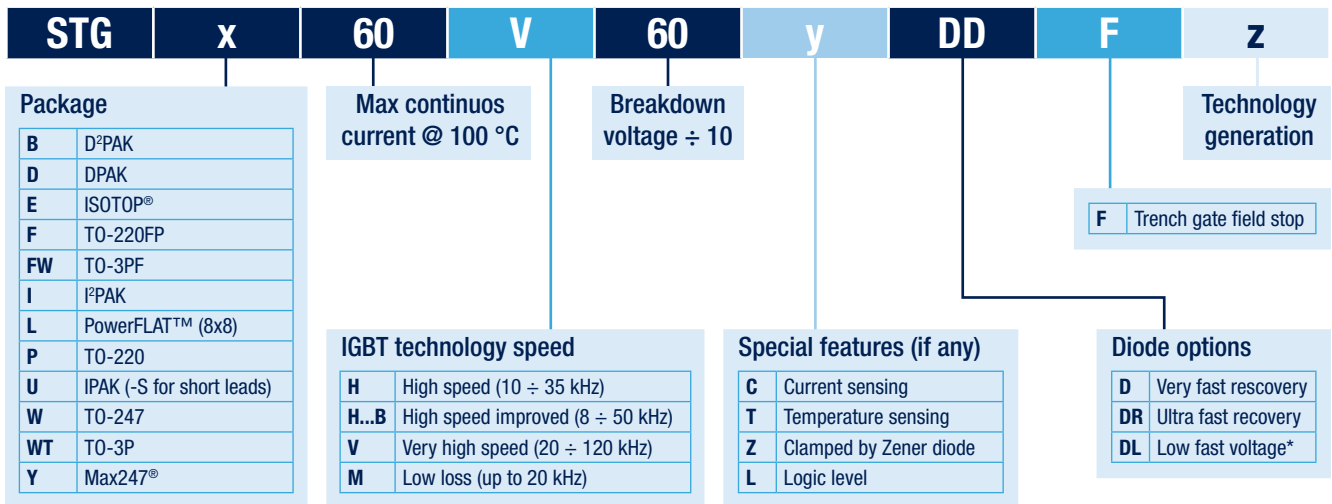 STG x 60 V 60 y DD F z
Package
B D²PAK
D DPAK
E ISOTOP®
F TO-220FP
FW TO-3PF
I I²PAK
L PowerFLAT™ (8x8)
P TO-220
U IPAK (-S for short leads)
W TO-247
WT TO-3P
Y Max247®
Max continuos
current @ 100 °C
Breakdown
voltage ÷ 10
Technology
generation
F Trench gate field stop
IGBT technology speed
H High speed (10 ÷ 35 kHz)
H...B High speed improved (8 ÷ 50 kHz)
V Very high speed (20 ÷ 120 kHz)
M Low loss (up to 20 kHz)
Special features (if any)
C Current sensing
T Temperature sensing
Z Clamped by Zener diode
L Logic level
Diode options
D Very fast rescovery
DR Ultra fast recovery
DL Low fast voltage*